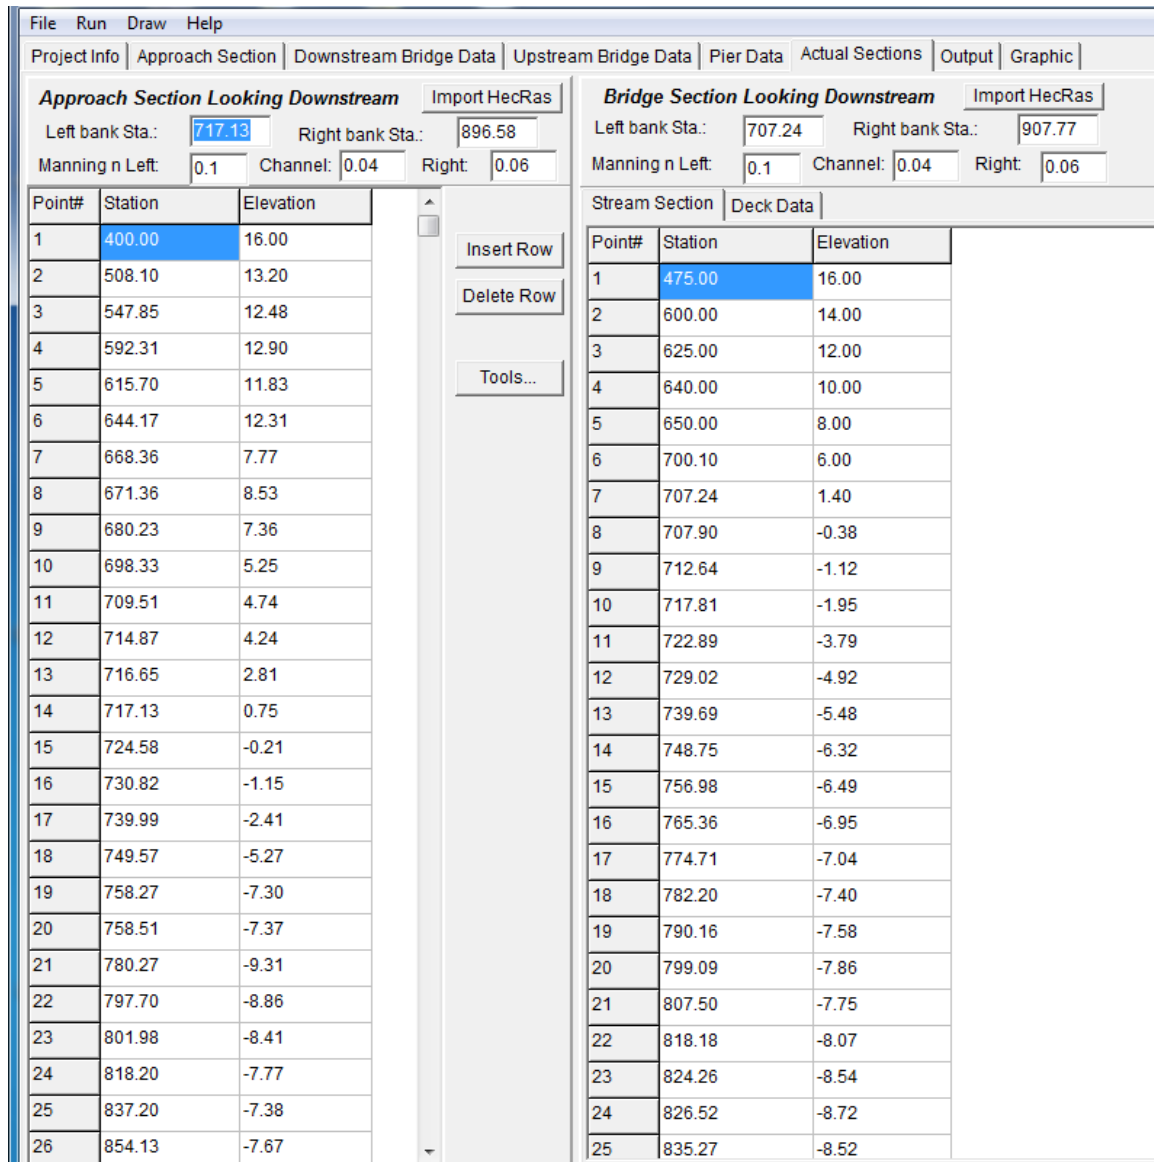 File Run Draw Help
Project Info Approach Section Downstream Bridge Data Upstream Bridge Data Pier Data Actual Sections Output Graphic
Approach Section Looking Downstream Import HecRas
Left bank Sta.: 717.13 Right bank Sta.: 896.58
Manning n Left: 0.1 Channel: 0.04 Right: 0.06
Point# Station Elevation
1 400.00 16.00
2 508.10 13.20
3 547.85 12.48
4 592.31 12.90
5 615.70 11.83
6 644.17 12.31
7 668.36 7.77
8 671.36 8.53
9 680.23 7.36
10 698.33 5.25
11 709.51 4.74
12 714.87 4.24
13 716.65 2.81
14 717.13 0.75
15 724.58 -0.21
16 730.82 -1.15
17 739.99 -2.41
18 749.57 -5.27
19 758.27 -7.30
20 758.51 -7.37
21 780.27 -9.31
22 797.70 -8.86
23 801.98 -8.41
24 818.20 -7.77
25 837.20 -7.38
26 854.13 -7.67
Insert Row
Delete Row
Tools...
Bridge Section Looking Downstream Import HecRas
Left bank Sta.: 707.24 Right bank Sta.: 907.77
Manning n Left: 0.1 Channel: 0.04 Right: 0.06
Stream Section Deck Data
Point# Station Elevation
1 475.00 16.00
2 600.00 14.00
3 625.00 12.00
4 640.00 10.00
5 650.00 8.00
6 700.10 6.00
7 707.24 1.40
8 707.90 -0.38
9 712.64 -1.12
10 717.81 -1.95
11 722.89 -3.79
12 729.02 -4.92
13 739.69 -5.48
14 748.75 -6.32
15 756.98 -6.49
16 765.36 -6.95
17 774.71 -7.04
18 782.20 -7.40
19 790.16 -7.58
20 799.09 -7.86
21 807.50 -7.75
22 818.18 -8.07
23 824.26 -8.54
24 826.52 -8.72
25 835.27 -8.52